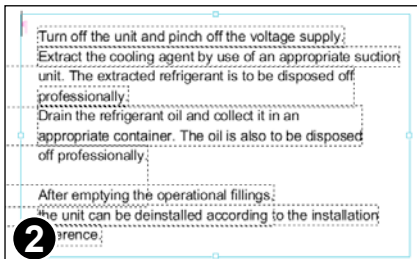 Turn off the unit and pinch off the voltage supply.
Extract the cooling agent by use of an appropriate suction
unit. The extracted refrigerant is to be disposed off
professionally.
Drain the refrigerant oil and collect it in an
appropriate container. The oil is also to be disposed
off professionally.
After emptying the operational fillings,
the unit can be deinstalled according to the installation
erence.
2